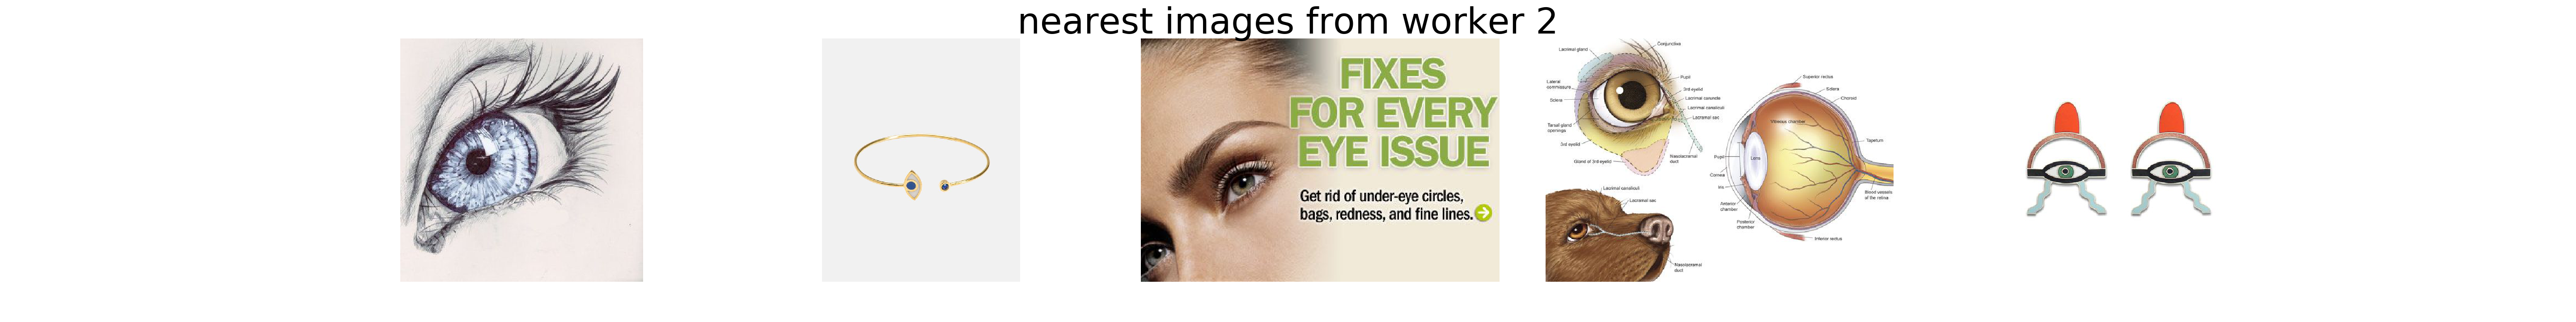 nearest images from worker 2
FIXES
FOR EVERY
EYE ISSUE
Get rid of under-eye circles,
bags, redness, and fine lines.
Lacrimal gland
Conjunctiva
Lateral
commissure
Sclera
Tarsal gland
openings
3rd eyelid
Gland of 3rd eyelid
Pupil
3rd eyelid
Lacrimal canaliculi
Lacrimal sac
Nasolacrimal
duct
Lacrimal canaliculi
Lacrimal sac
Nasolacrimal
duct
Superior rectus
Sclera
Choroid
Vitreous chamber
Tapetum
Lens
Pupil
Cornea
Iris
Anterior
chamber
Posterior
chamber
Blood vessels
of the retina
Inferior rectus